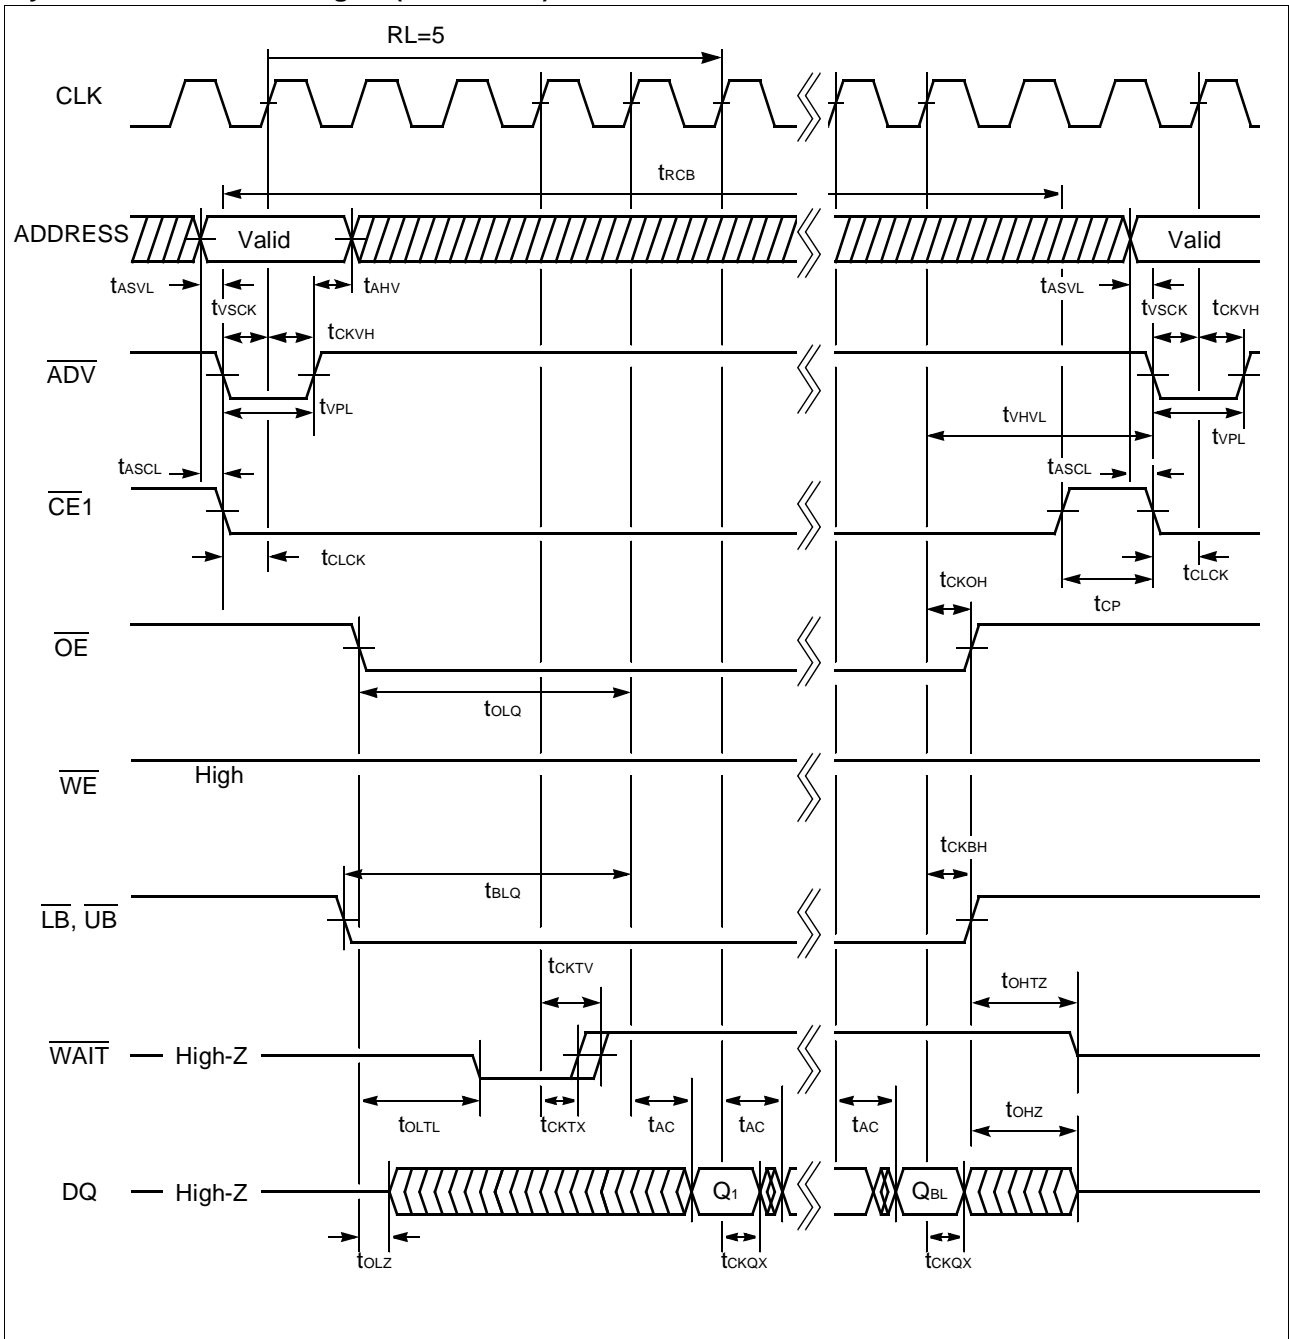 RL=5
CLK
tRCB
ADDRESS Valid Valid
tASVL tAHV tASVL
tVSCK tVSCK tCKVH
tCKVH
ADV
tVPL tVHVL tVPL
tASCL tASCL
CE1
tCLCK tCLCK
tCKOH
tCP
OE
tOLQ
High
WE
tCKBH
tBLQ
LB, UB
tCKTV
tOHTZ
WAIT High-Z
tOLTL tCKTX tAC tAC tAC tOHZ
DQ High-Z Q1 QBL
tOLZ tCKQX tCKQX